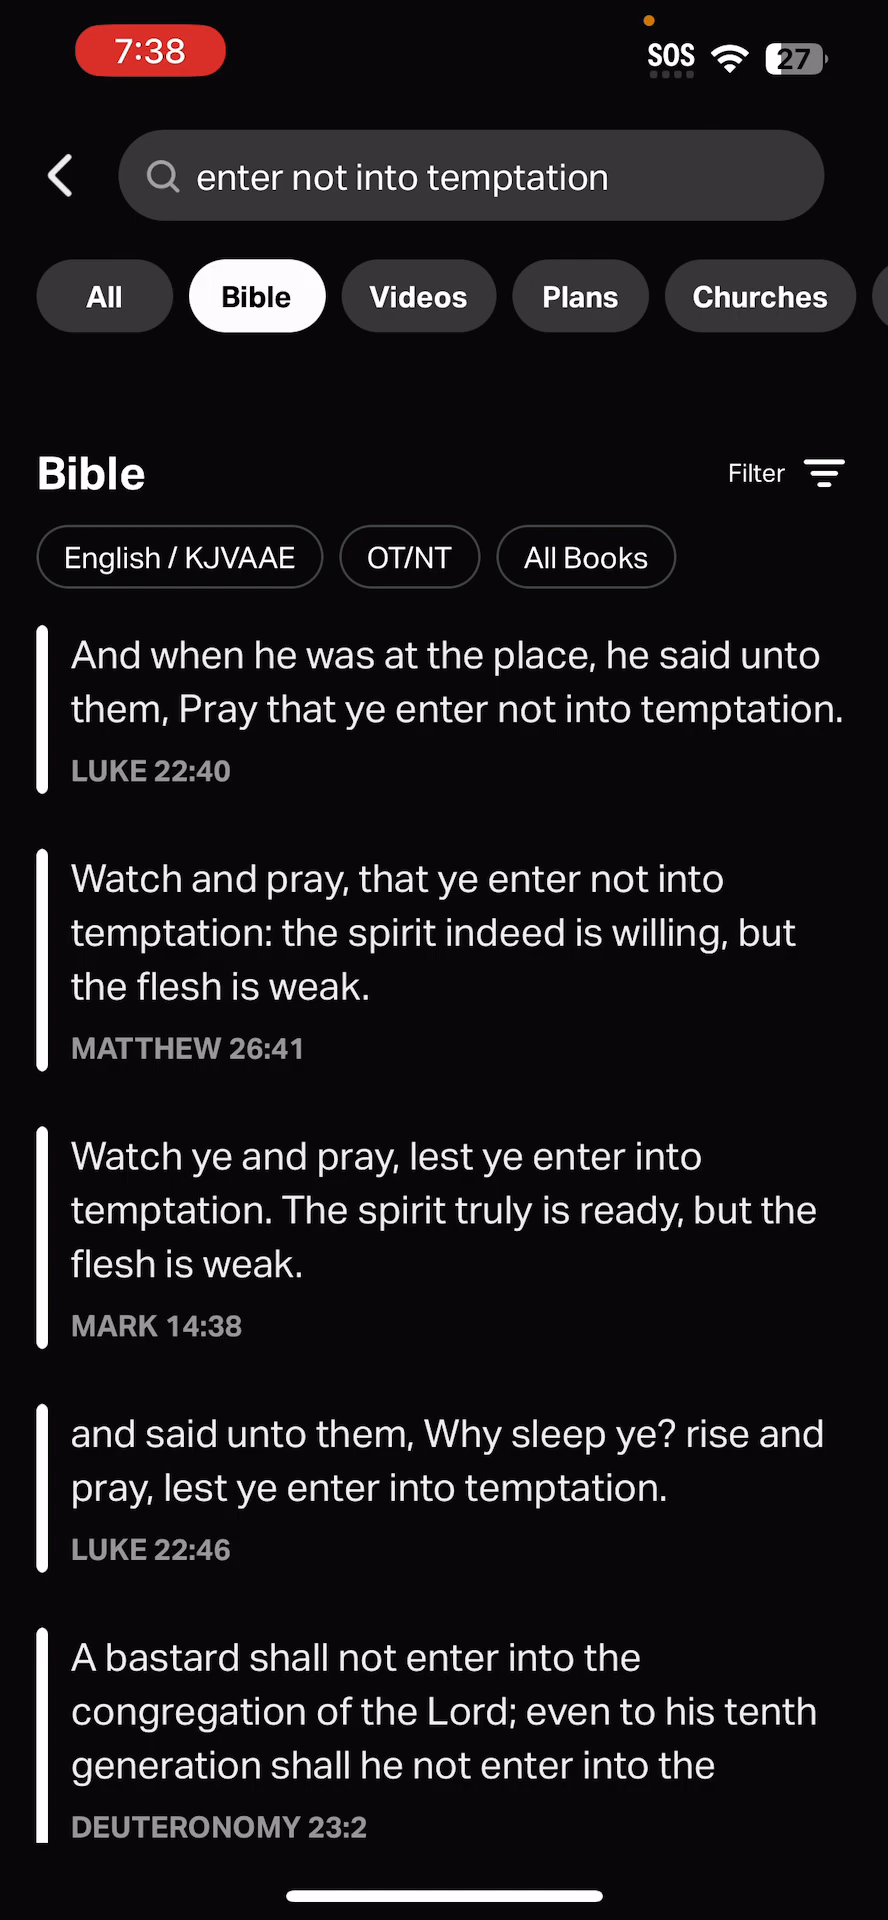 7:38
SOS
27
enter not into temptation
All
Bible
Videos
Plans
Churches
Bible
Filter
English / KJVAAE
OT/NT
All Books
And when he was at the place, he said unto
them, Pray that ye enter not into temptation.
LUKE 22:40
Watch and pray, that ye enter not into
temptation: the spirit indeed is willing, but
the flesh is weak.
MATTHEW 26:41
Watch ye and pray, lest ye enter into
temptation. The spirit truly is ready, but the
flesh is weak.
MARK 14:38
and said unto them, Why sleep ye? rise and
pray, lest ye enter into temptation.
LUKE 22:46
A bastard shall not enter into the
congregation of the Lord; even to his tenth
generation shall he not enter into the
DEUTERONOMY 23:2